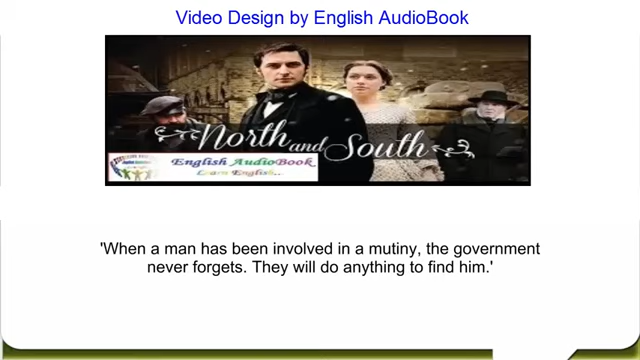 Video Design by English AudioBook
North and South
English AudioBook
Learn English...
'When a man has been involved in a mutiny, the government
never forgets. They will do anything to find him.'